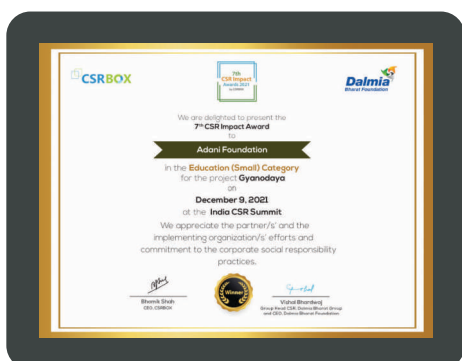 CSRBOX
7th
CSR Impact
Awards 2021
by CSRBOX
Dalmia
Bharat Foundation
We are delighted to present the
7th CSR Impact Award
to
Adani Foundation
in the Education (Small) Category
for the project Gyanodaya
on
December 9, 2021
at the India CSR Summit
We appreciate the partner/s' and the
implementing organization/s' efforts and
commitment to the corporate social responsibility
practices.
Bhomik Shah
CEO, CSRBOX
Winner
Vishal Bhardwaj
Group Head CSR, Dalmia Bharat Group
and CEO, Dalmia Bharat Foundation